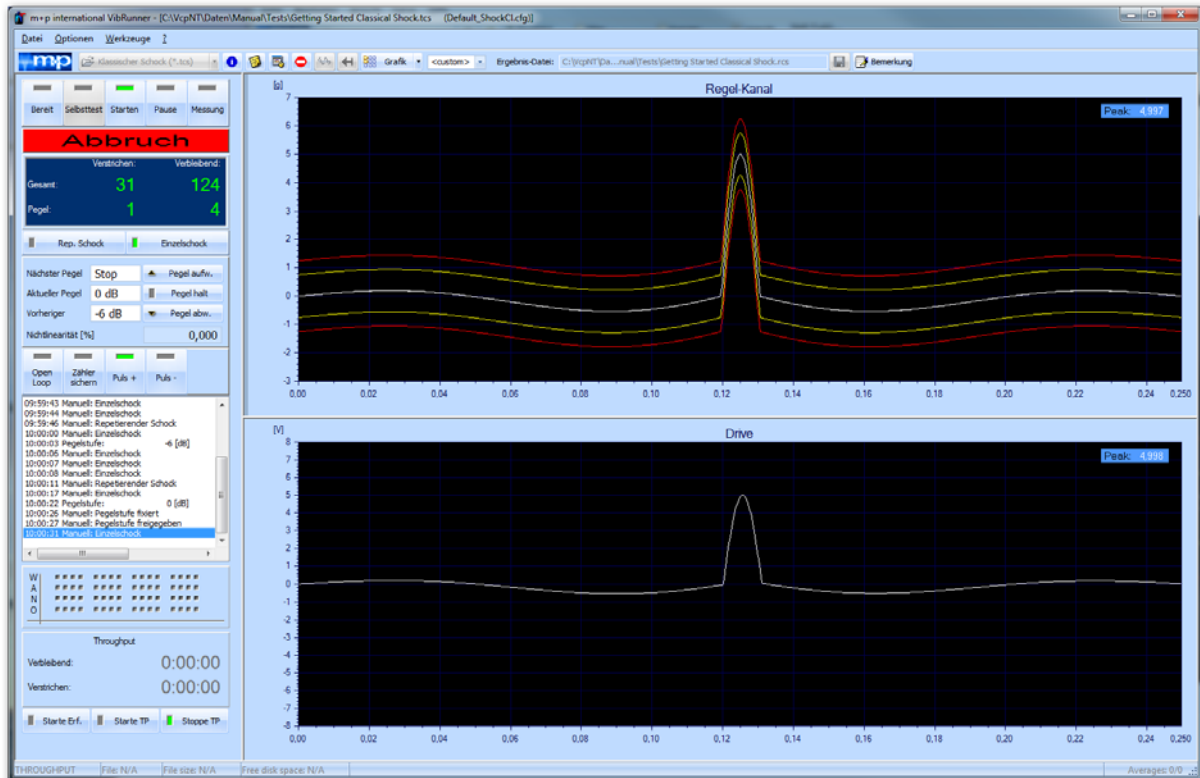 m+p international VibRunner - [C:\VcpNT\Daten\Manual\Tests\Getting Started Classical Shock.tcs (Default_ShockCl.cfg)]
Datei Optionen Werkzeuge ?
mp Klassischer Schock (*.tcs) Grafik <custom> Ergebnis-Datei: C:\VcpNT\Da...nual\Tests\Getting Started Classical Shock.rcs Bemerkung
Bereit Selbsttest Starten Pause Messung
Abbruch
Verstrichen: Verbleibend:
Gesamt: 31 124
Pegel: 1 4
Rep. Schock Einzelschock
Nächster Pegel Stop Pegel aufw.
Aktueller Pegel 0 dB Pegel halt
Vorheriger -6 dB Pegel abw.
Nichtlinearität [%] 0,000
Open Loop Zähler sichern Puls + Puls -
09:59:43 Manuell: Einzelschock
09:59:44 Manuell: Einzelschock
09:59:46 Manuell: Repetierender Schock
10:00:00 Manuell: Einzelschock
10:00:03 Pegelstufe: -6 [dB]
10:00:06 Manuell: Einzelschock
10:00:07 Manuell: Einzelschock
10:00:08 Manuell: Einzelschock
10:00:11 Manuell: Repetierender Schock
10:00:17 Manuell: Einzelschock
10:00:22 Pegelstufe: 0 [dB]
10:00:26 Manuell: Pegelstufe fixiert
10:00:27 Manuell: Pegelstufe freigegeben
10:00:31 Manuell: Einzelschock
W
A
N
O
Throughput
Verbleibend: 0:00:00
Verstrichen: 0:00:00
Starte Erf. Starte TP Stoppe TP
[g] Regel-Kanal
Peak: 4,997
7
6
5
4
3
2
1
0
-1
-2
-3
0,00 0,02 0,04 0,06 0,08 0,10 0,12 0,14 0,16 0,18 0,20 0,22 0,250
[V] Drive
Peak: 4,998
8
7
6
5
4
3
2
1
0
-1
-2
-3
-4
-5
-6
-7
-8
0,00 0,02 0,04 0,06 0,08 0,10 0,12 0,14 0,16 0,18 0,20 0,22 0,250
THROUGHPUT File: N/A File size: N/A Free disk space: N/A Averages: 0/0